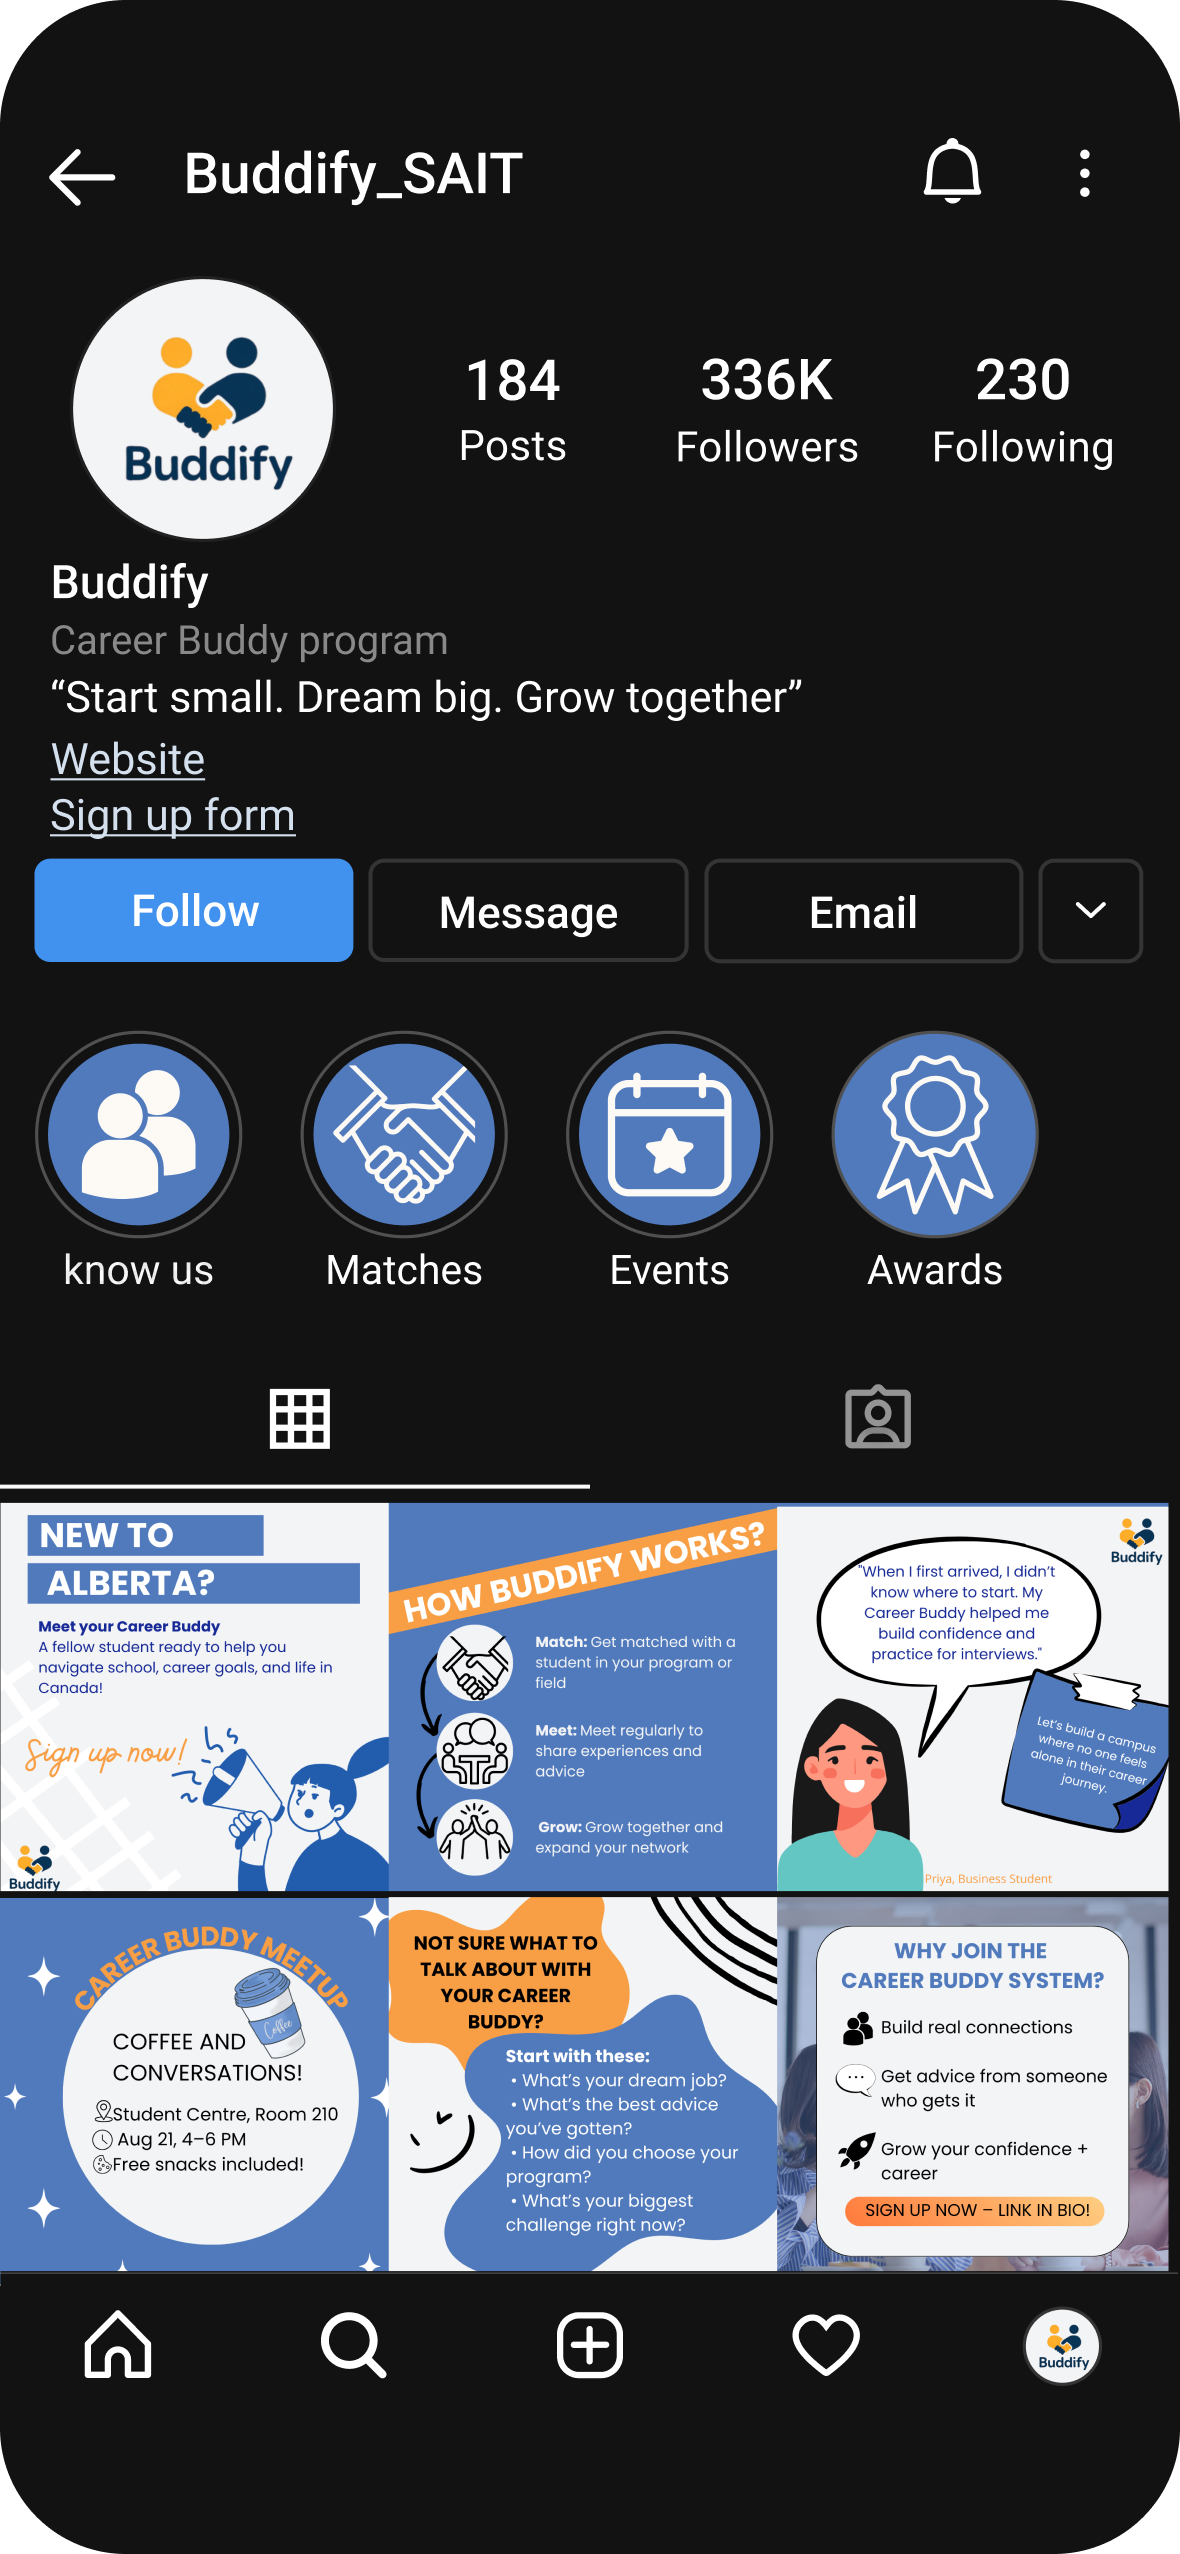 Buddify_SAIT
Buddify
184
Posts
336K
Followers
230
Following
Buddify
Career Buddy program
“Start small. Dream big. Grow together”
Website
Sign up form
Follow
Message
Email
know us
Matches
Events
Awards
NEW TO
ALBERTA?
Meet your Career Buddy
A fellow student ready to help you
navigate school, career goals, and life in
Canada!
Sign up now!
Buddify
HOW BUDDIFY WORKS?
Match: Get matched with a
student in your program or
field
Meet: Meet regularly to
share experiences and
advice
Grow: Grow together and
expand your network
Buddify
"When I first arrived, I didn’t
know where to start. My
Career Buddy helped me
build confidence and
practice for interviews."
Let’s build a campus
where no one feels
alone in their career
journey.
Priya, Business Student
CAREER BUDDY MEETUP
Coffee
COFFEE AND
CONVERSATIONS!
Student Centre, Room 210
Aug 21, 4–6 PM
Free snacks included!
NOT SURE WHAT TO
TALK ABOUT WITH
YOUR CAREER
BUDDY?
Start with these:
• What’s your dream job?
• What’s the best advice
you’ve gotten?
• How did you choose your
program?
• What’s your biggest
challenge right now?
WHY JOIN THE
CAREER BUDDY SYSTEM?
Build real connections
Get advice from someone
who gets it
Grow your confidence +
career
SIGN UP NOW – LINK IN BIO!
Buddify